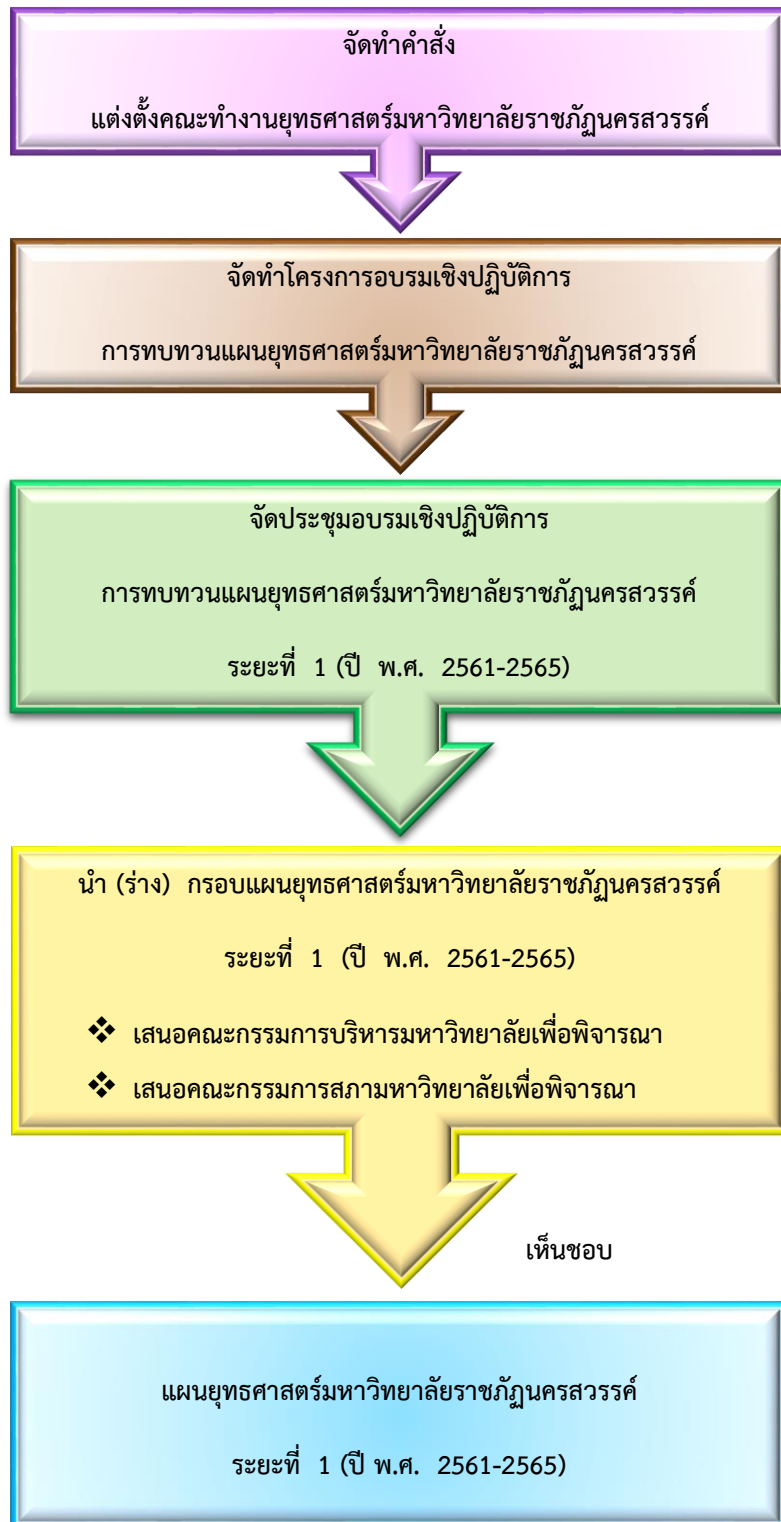 จัดทำคำสั่ง
แต่งตั้งคณะทำงานยุทธศาสตร์มหาวิทยาลัยราชภัฏนครสวรรค์
จัดทำโครงการอบรมเชิงปฏิบัติการ
การทบทวนแผนยุทธศาสตร์มหาวิทยาลัยราชภัฏนครสวรรค์
จัดประชุมอบรมเชิงปฏิบัติการ
การทบทวนแผนยุทธศาสตร์มหาวิทยาลัยราชภัฏนครสวรรค์
ระยะที่ 1 (ปี พ.ศ. 2561-2565)
นำ (ร่าง) กรอบแผนยุทธศาสตร์มหาวิทยาลัยราชภัฏนครสวรรค์
ระยะที่ 1 (ปี พ.ศ. 2561-2565)
❖ เสนอคณะกรรมการบริหารมหาวิทยาลัยเพื่อพิจารณา
❖ เสนอคณะกรรมการสภามหาวิทยาลัยเพื่อพิจารณา
เห็นชอบ
แผนยุทธศาสตร์มหาวิทยาลัยราชภัฏนครสวรรค์
ระยะที่ 1 (ปี พ.ศ. 2561-2565)